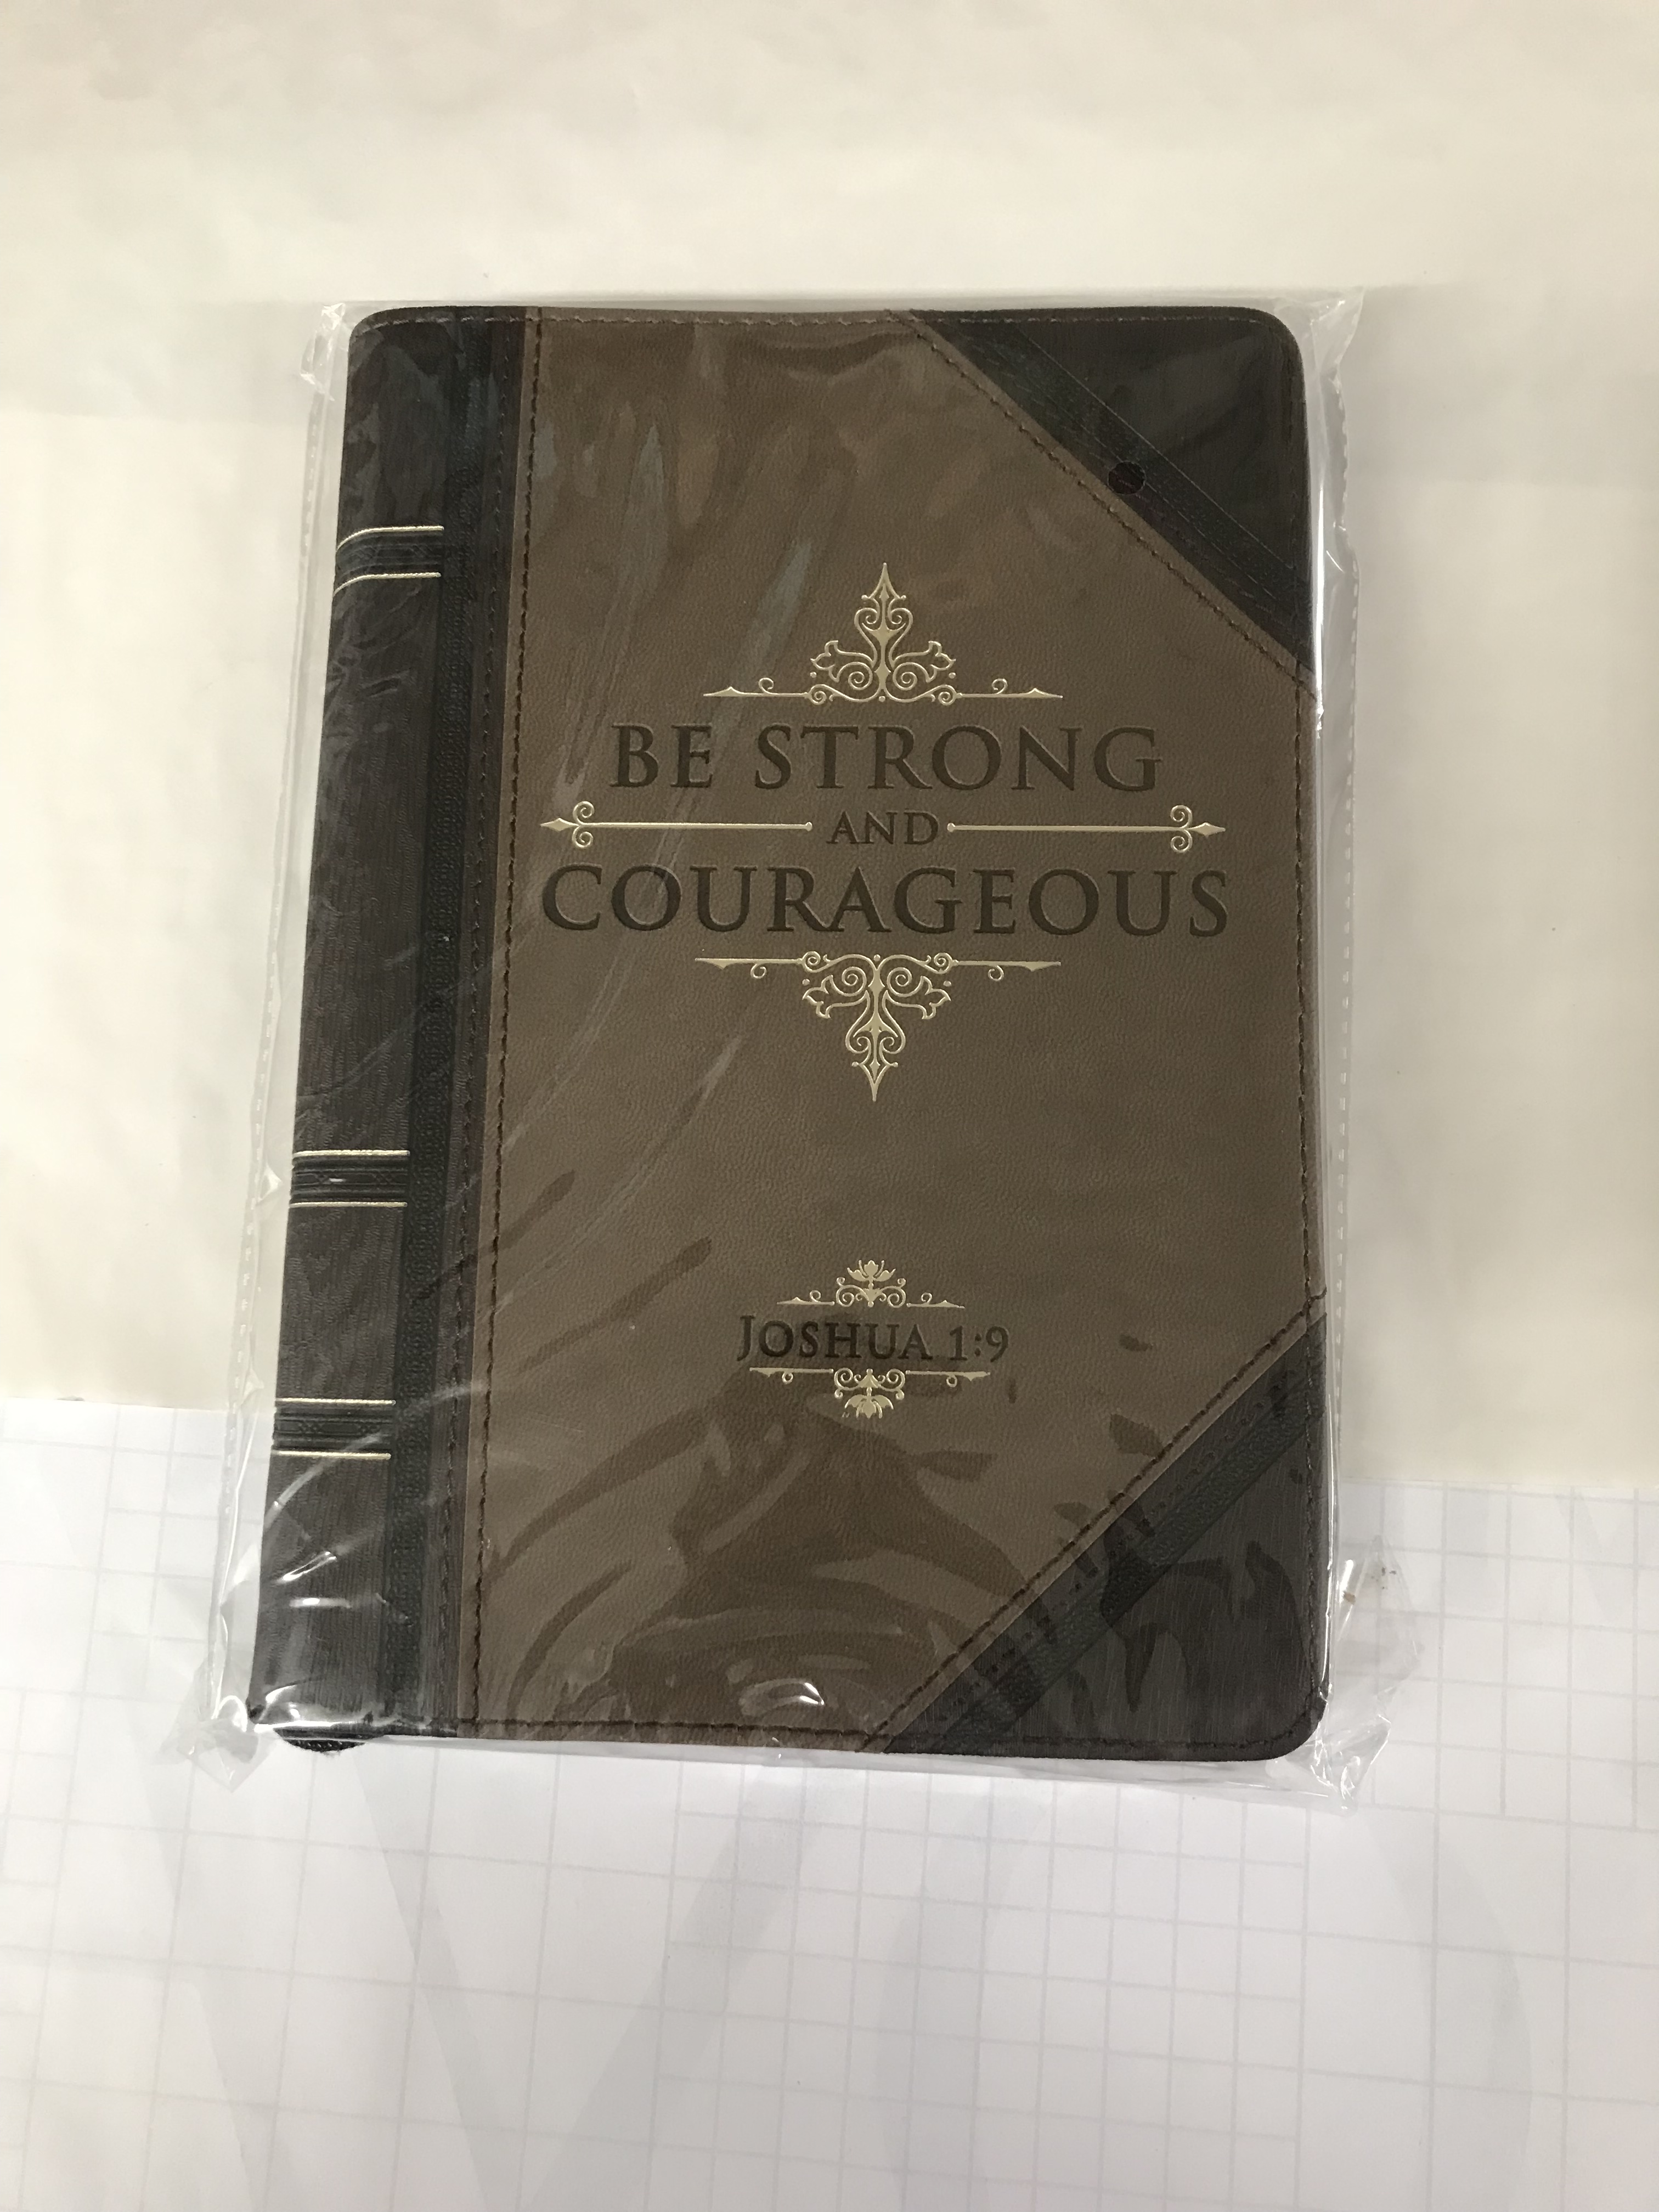 BE STRONG
AND
COURAGEOUS
JOSHUA 1:9